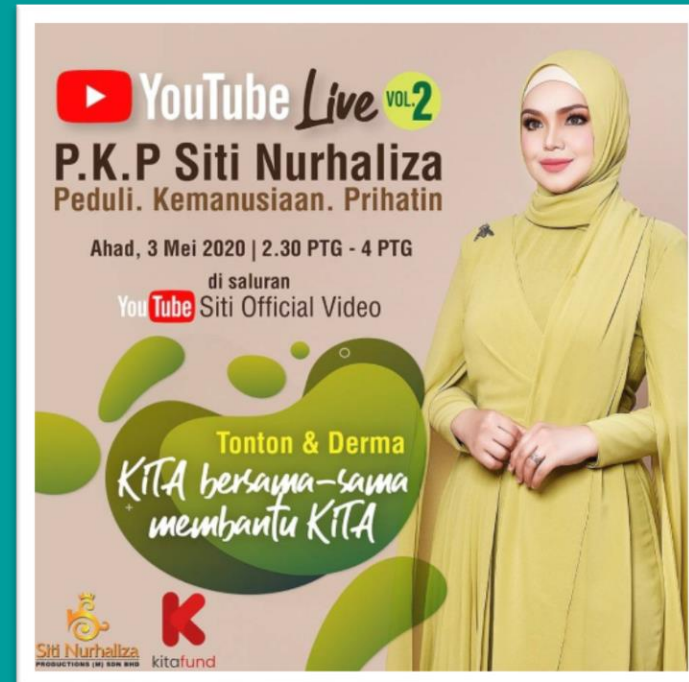 YouTube Live VOL.2
P.K.P Siti Nurhaliza
Peduli. Kemanusiaan. Prihatin
Ahad, 3 Mei 2020 | 2.30 PTG - 4 PTG
di saluran
YouTube Siti Official Video
Tonton & Derma
KITA bersama-sama
membantu KITA
Siti Nurhaliza
PRODUCTIONS (M) SDN BHD
kitafund